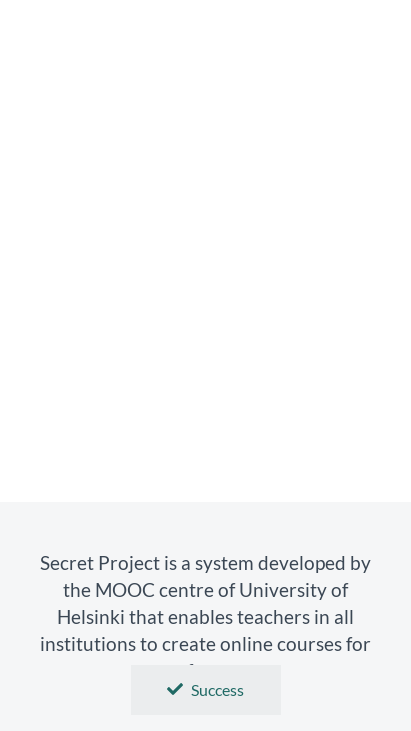 Secret Project is a system developed by
the MOOC centre of University of
Helsinki that enables teachers in all
institutions to create online courses for
Success